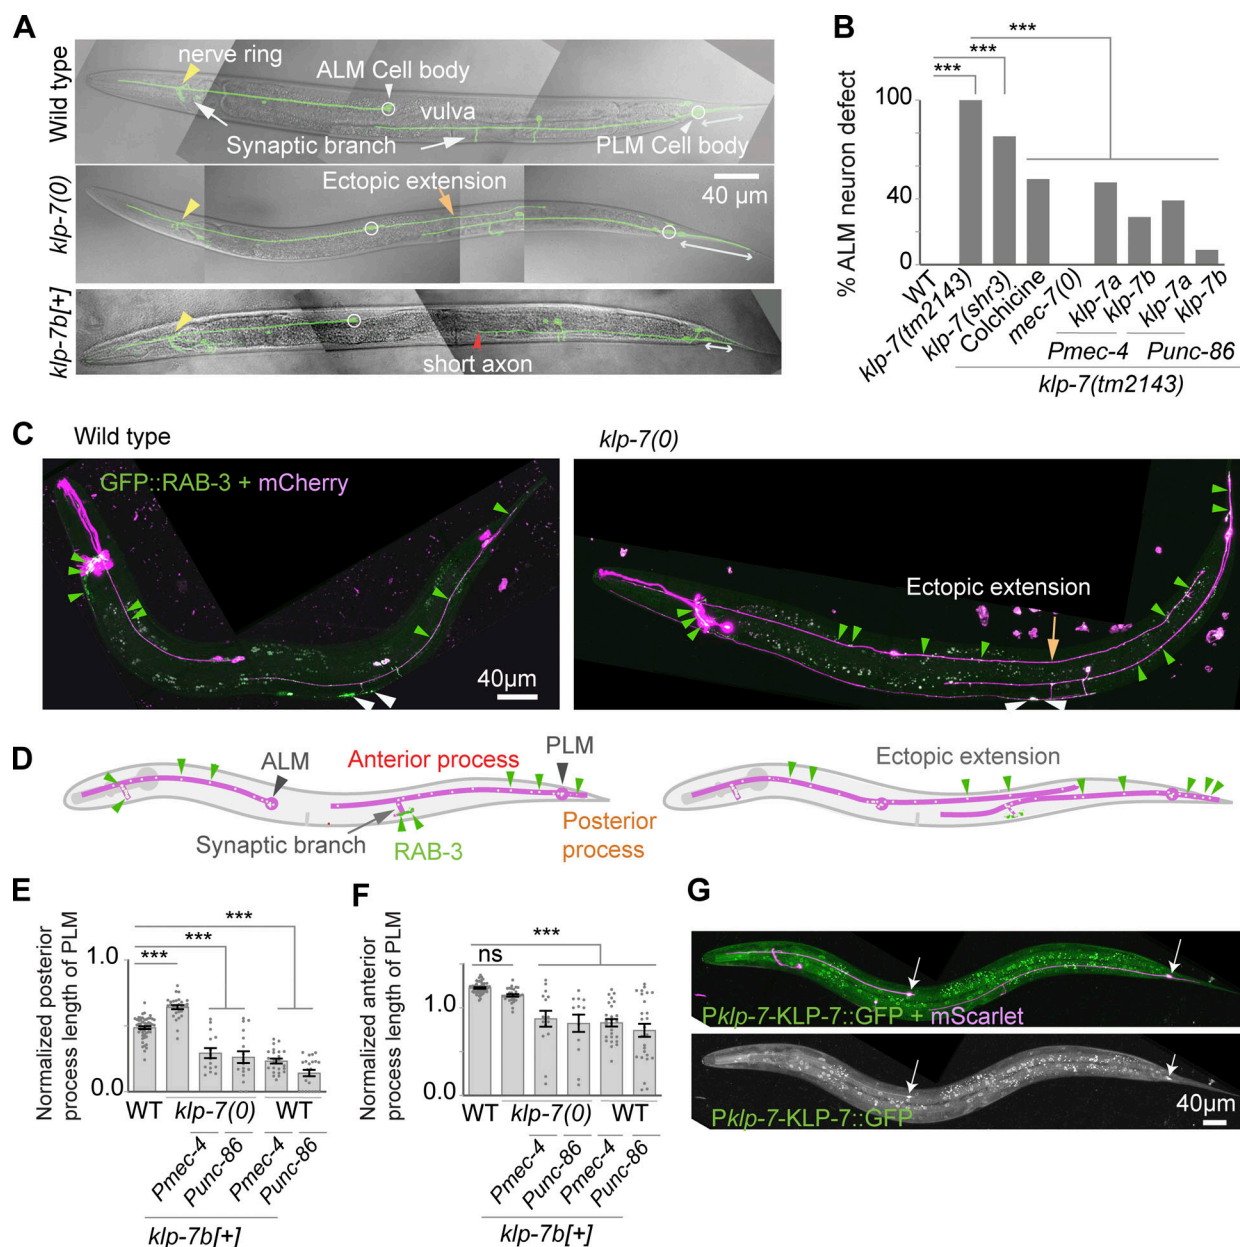 A
Wild type
nerve ring
ALM Cell body
vulva
Synaptic branch
PLM Cell body
klp-7(0)
Ectopic extension
40 µm
klp-7b[+]
short axon
B
% ALM neuron defect
***
***
***
100
40
0
WT
klp-7(tm2143)
klp-7(shr3)
Colchicine
mec-7(0)
klp-7a
klp-7b
klp-7a
klp-7b
Pmec-4
Punc-86
klp-7(tm2143)
C
Wild type
klp-7(0)
GFP::RAB-3 + mCherry
40µm
Ectopic extension
D
ALM
Anterior process
PLM
Synaptic branch
RAB-3
Posterior
process
Ectopic extension
E
Normalized posterior
process length of PLM
1.0
0.0
***
***
***
WT
klp-7(0)
WT
Pmec-4
Punc-86
Pmec-4
Punc-86
klp-7b[+]
F
Normalized anterior
process length of PLM
1.0
0.0
ns
***
WT
klp-7(0)
WT
Pmec-4
Punc-86
Pmec-4
Punc-86
klp-7b[+]
G
Pklp-7-KLP-7::GFP + mScarlet
Pklp-7-KLP-7::GFP
40µm